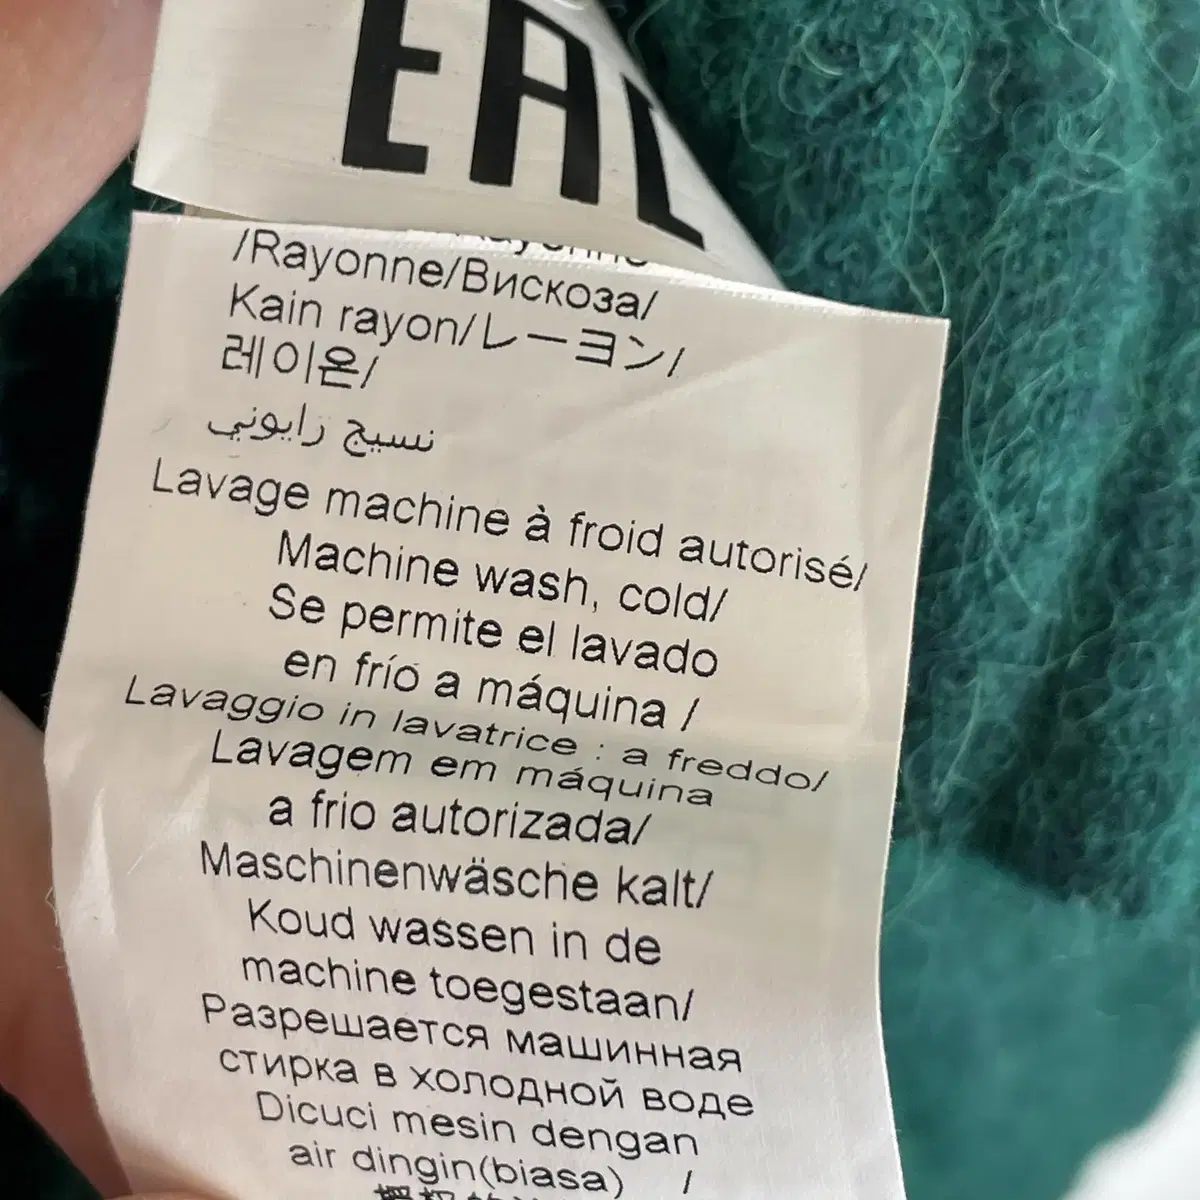 EAC
/Rayonne/Вискоза/
Kain rayon/レーヨン/
레이온/
نسيج رايوني
Lavage machine à froid autorisé/
Machine wash, cold/
Se permite el lavado
en frío a máquina /
Lavaggio in lavatrice : a freddo/
Lavagem em máquina
a frio autorizada/
Maschinenwäsche kalt/
Koud wassen in de
machine toegestaan/
Разрешается машинная
стирка в холодной воде
Dicuci mesin dengan
air dingin(biasa) /